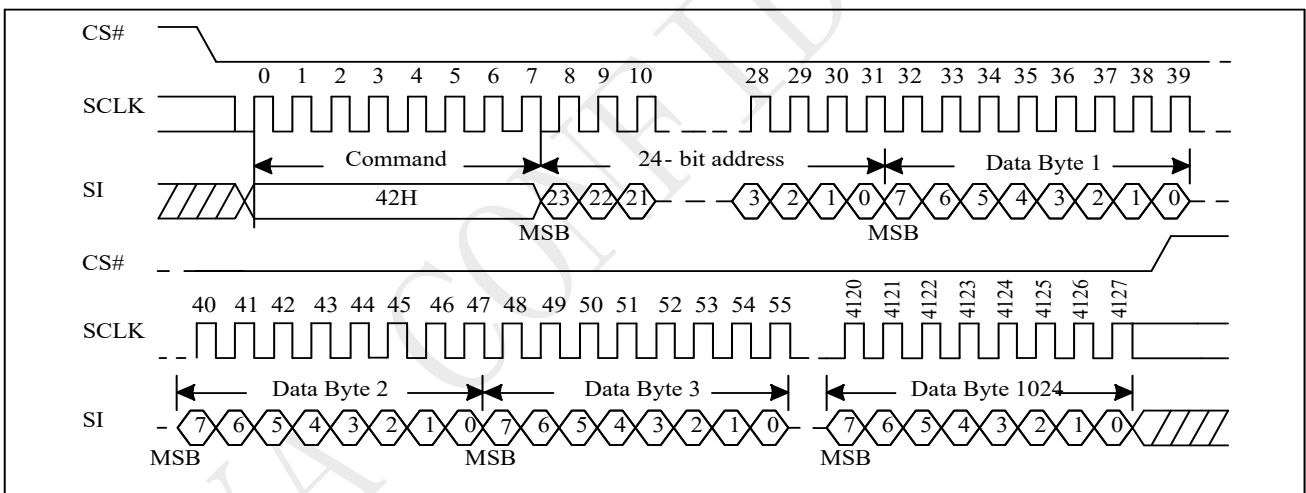 CS#
0 1 2 3 4 5 6 7 8 9 10 28 29 30 31 32 33 34 35 36 37 38 39
SCLK
Command 24- bit address Data Byte 1
SI 42H 23 22 21 3 2 1 0 7 6 5 4 3 2 1 0
MSB MSB
CS#
40 41 42 43 44 45 46 47 48 49 50 51 52 53 54 55 4120 4121 4122 4123 4124 4125 4126 4127
SCLK
Data Byte 2 Data Byte 3 Data Byte 1024
SI 7 6 5 4 3 2 1 0 7 6 5 4 3 2 1 0 7 6 5 4 3 2 1 0
MSB MSB MSB